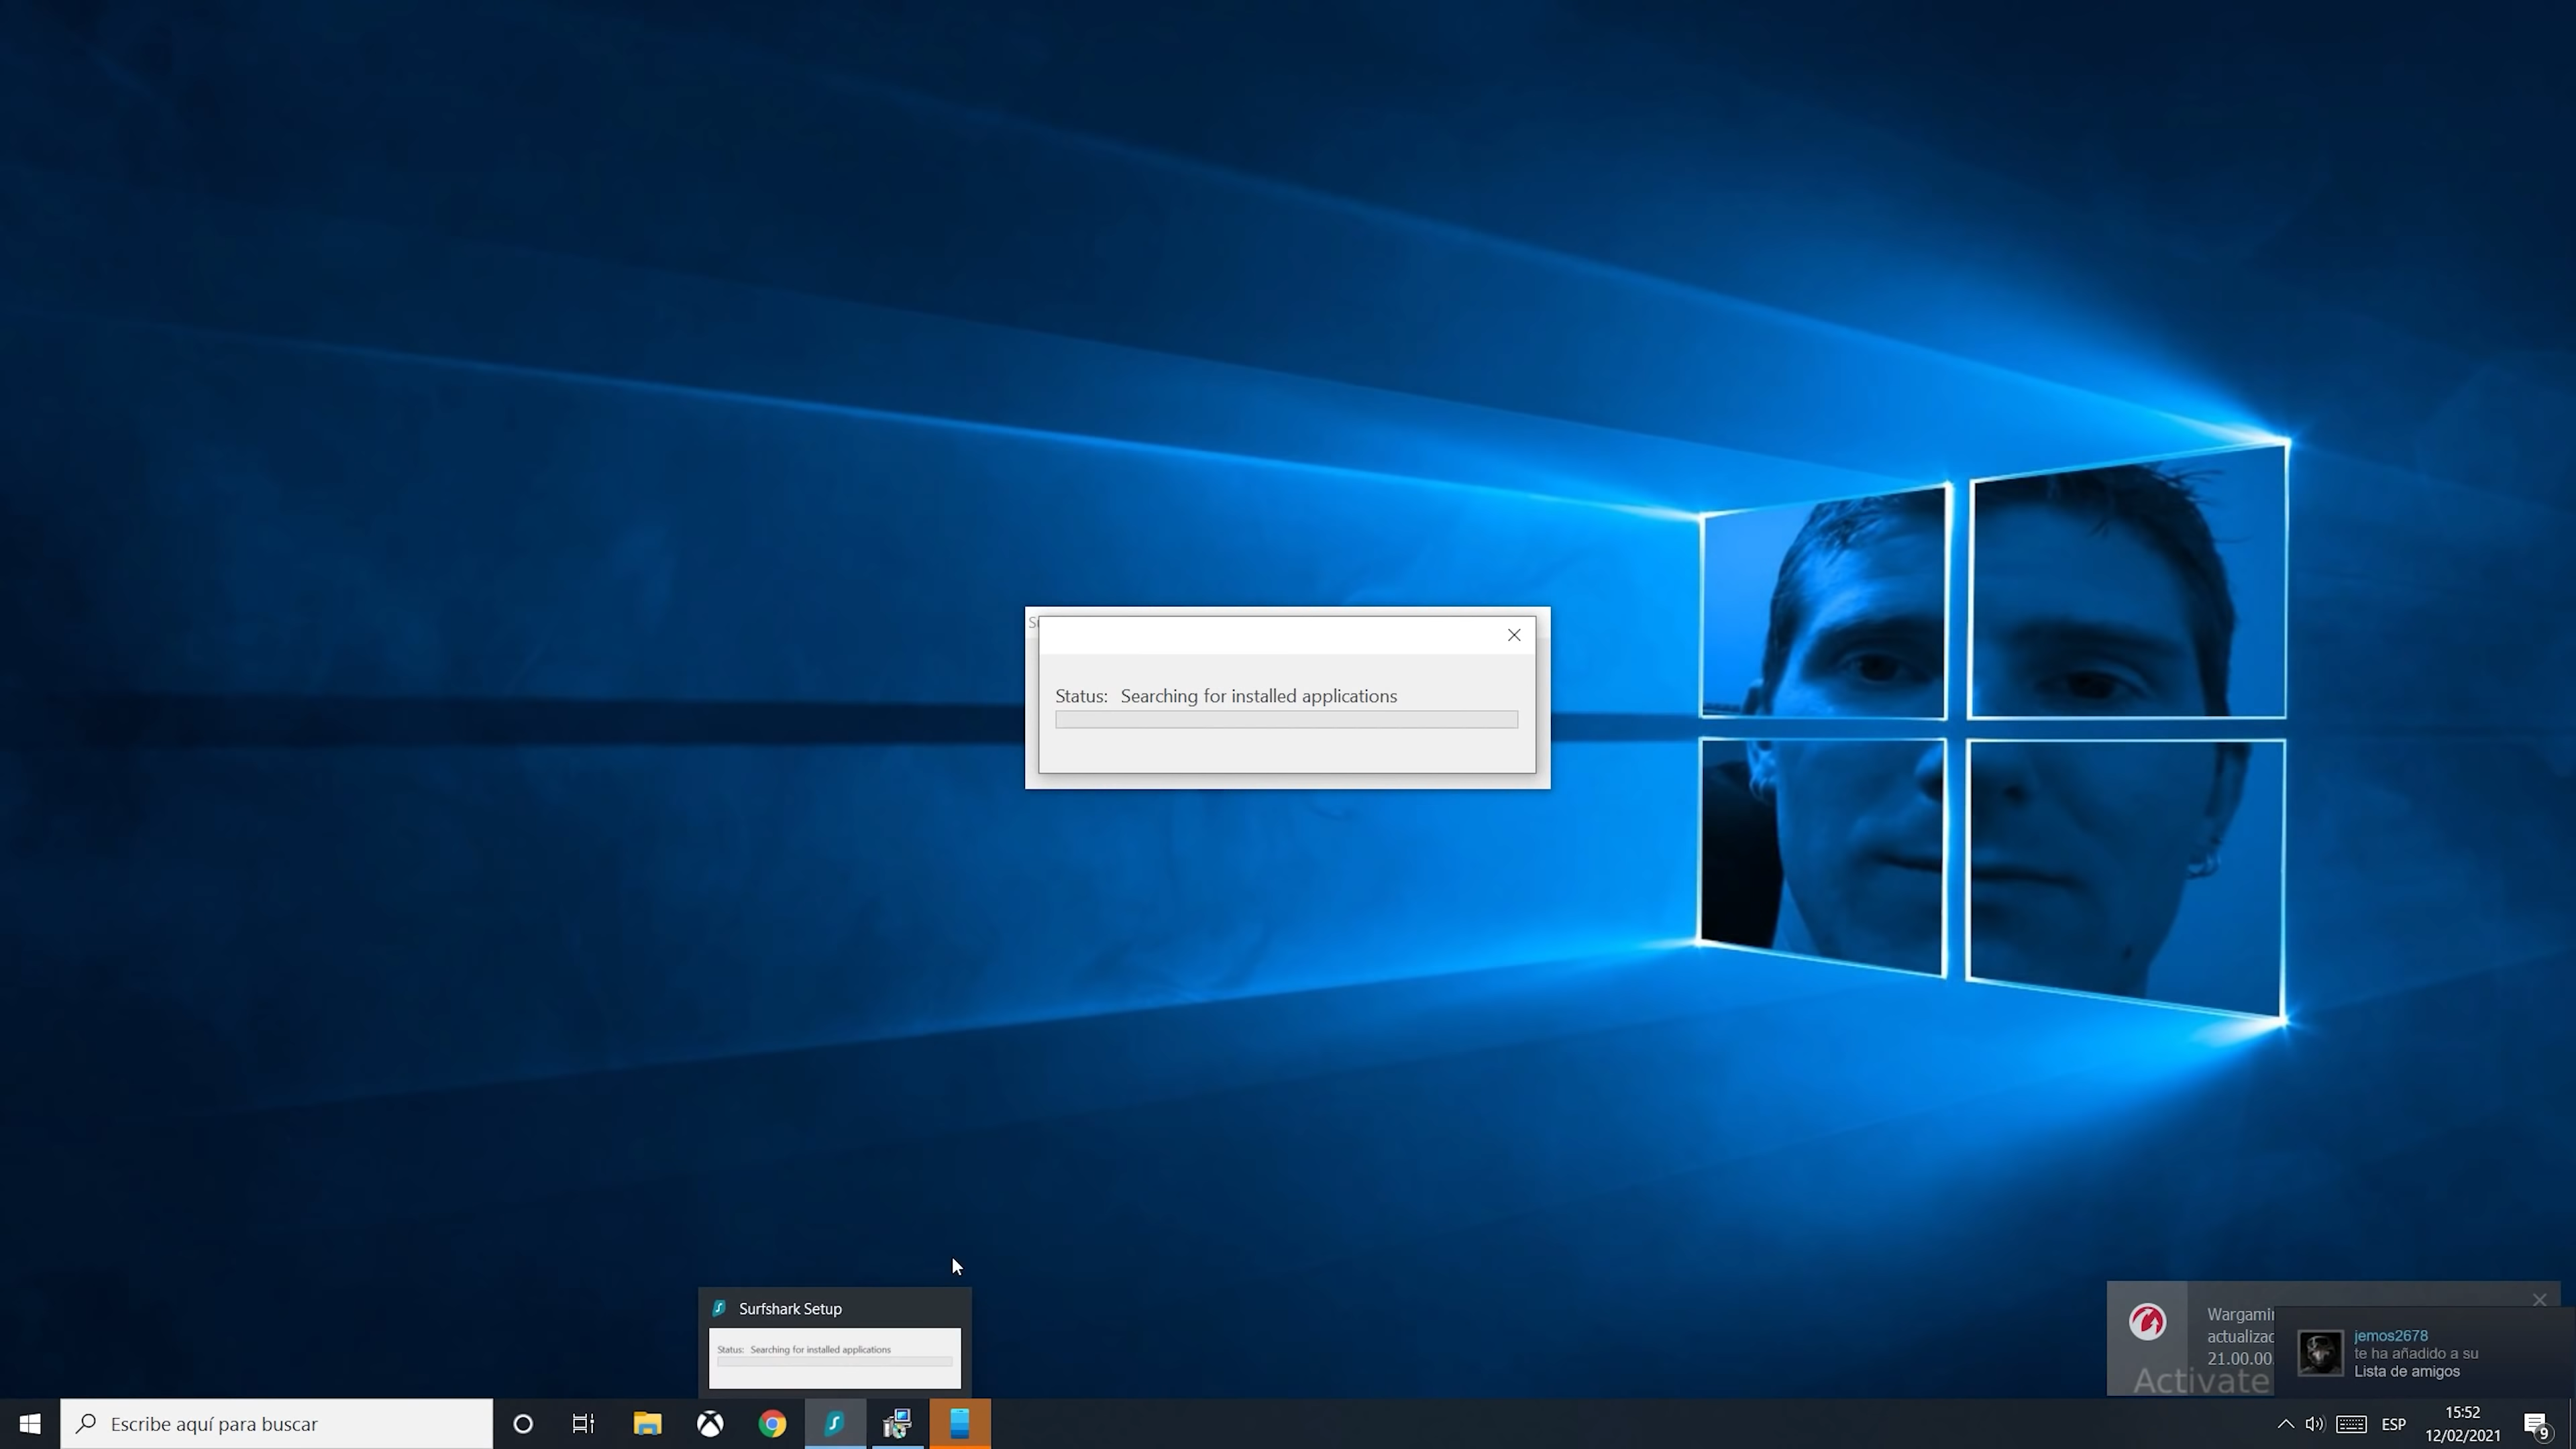 Status: Searching for installed applications
Surfshark Setup
Status: Searching for installed applications
actualizac
21.00.00
Activate
jemos2678
te ha añadido a su
Lista de amigos
Escribe aquí para buscar
ESP
15:52
12/02/2021
9